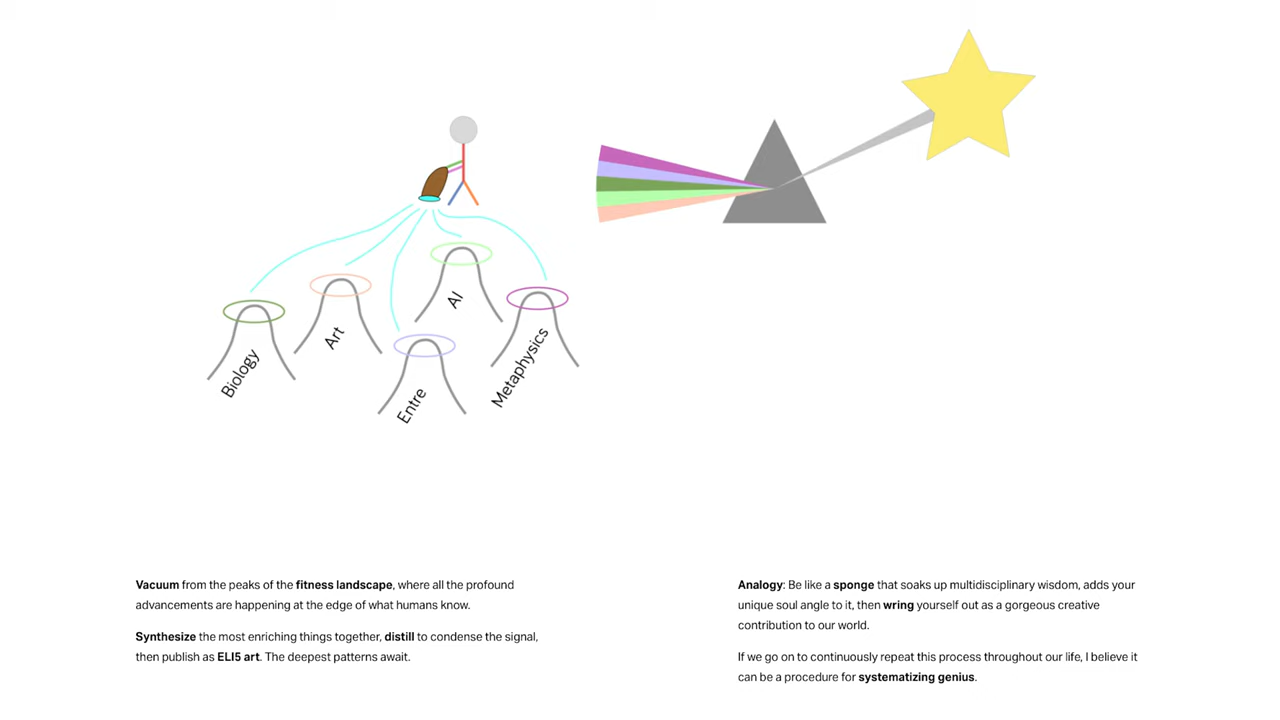 AI
Art
Biology
Metaphysics
Entre
Vacuum from the peaks of the fitness landscape, where all the profound
advancements are happening at the edge of what humans know.
Synthesize the most enriching things together, distill to condense the signal,
then publish as ELI5 art. The deepest patterns await.
Analogy: Be like a sponge that soaks up multidisciplinary wisdom, adds your
unique soul angle to it, then wring yourself out as a gorgeous creative
contribution to our world.
If we go on to continuously repeat this process throughout our life, I believe it
can be a procedure for systematizing genius.